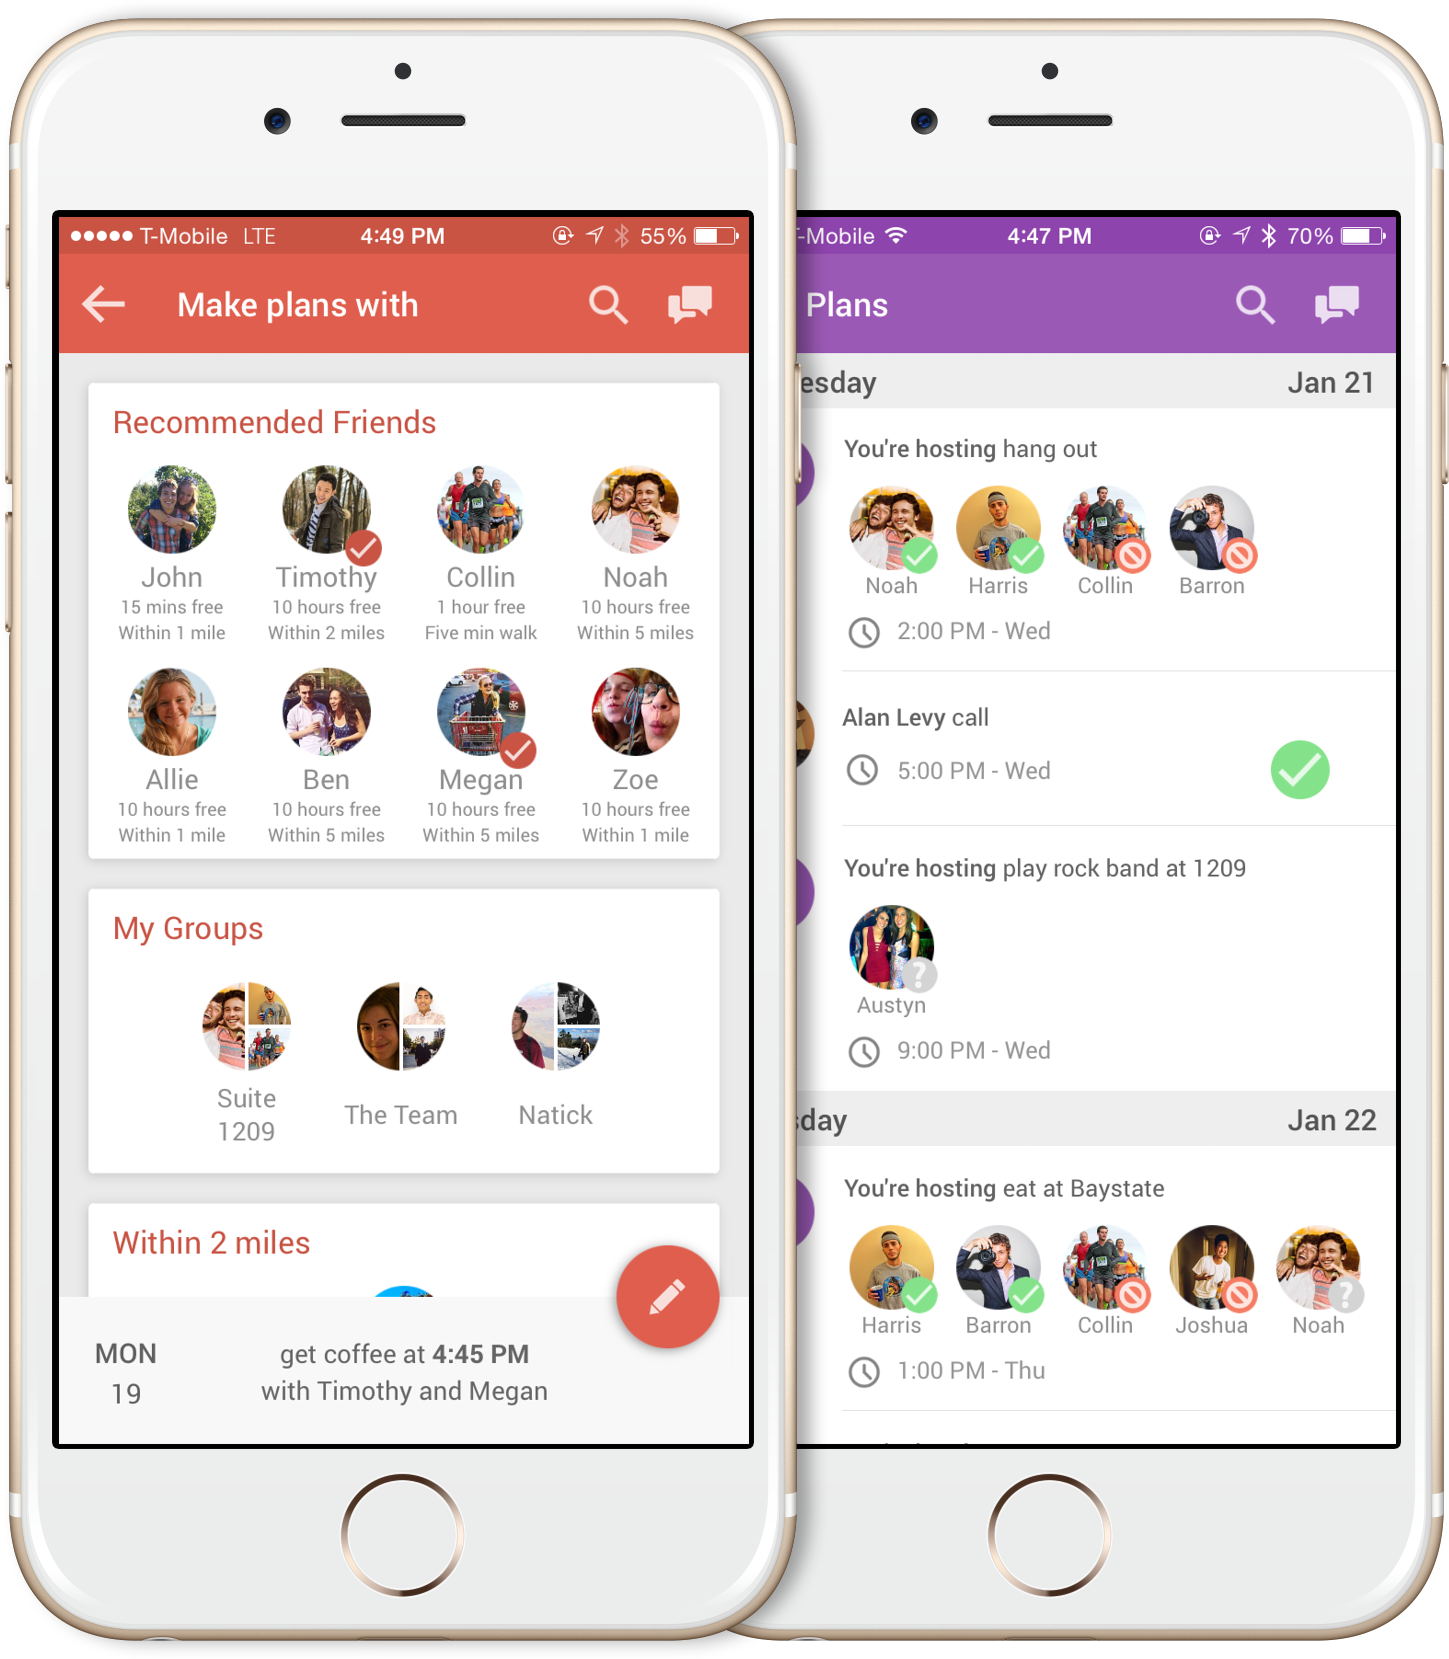 T-Mobile LTE 4:49 PM 55%
Make plans with
Recommended Friends
John Timothy Collin Noah
15 mins free 10 hours free 1 hour free 10 hours free
Within 1 mile Within 2 miles Five min walk Within 5 miles
Allie Ben Megan Zoe
10 hours free 10 hours free 10 hours free 10 hours free
Within 1 mile Within 5 miles Within 5 miles Within 1 mile
My Groups
Suite
1209
The Team
Natick
Within 2 miles
MON
19
get coffee at 4:45 PM
with Timothy and Megan
-Mobile 4:47 PM 70%
Plans
esday Jan 21
You're hosting hang out
Noah Harris Collin Barron
2:00 PM - Wed
Alan Levy call
5:00 PM - Wed
You're hosting play rock band at 1209
?
Austyn
9:00 PM - Wed
sday Jan 22
You're hosting eat at Baystate
?
Harris Barron Collin Joshua Noah
1:00 PM - Thu